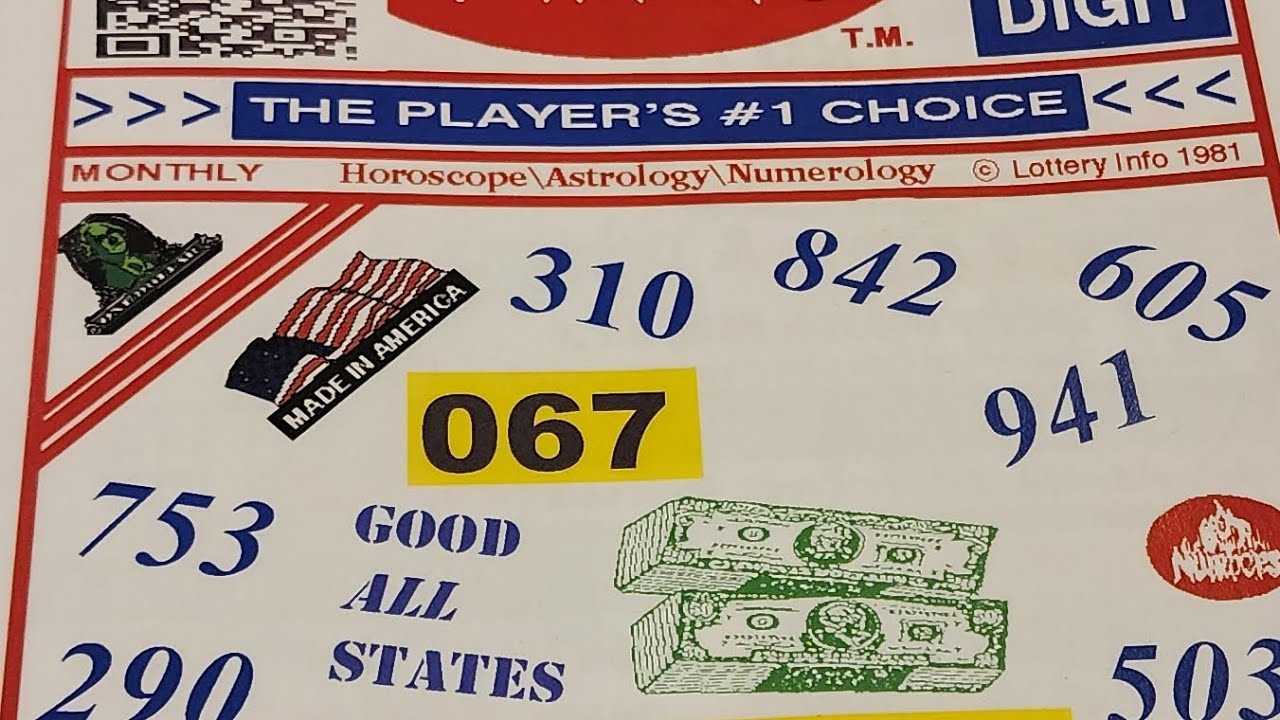 T.M.
DIGIT
>>> THE PLAYER'S #1 CHOICE <<<
MONTHLY Horoscope\Astrology\Numerology © Lottery Info 1981
310 842 605
MADE IN AMERICA
067 941
753 GOOD
ALL
STATES
290 503